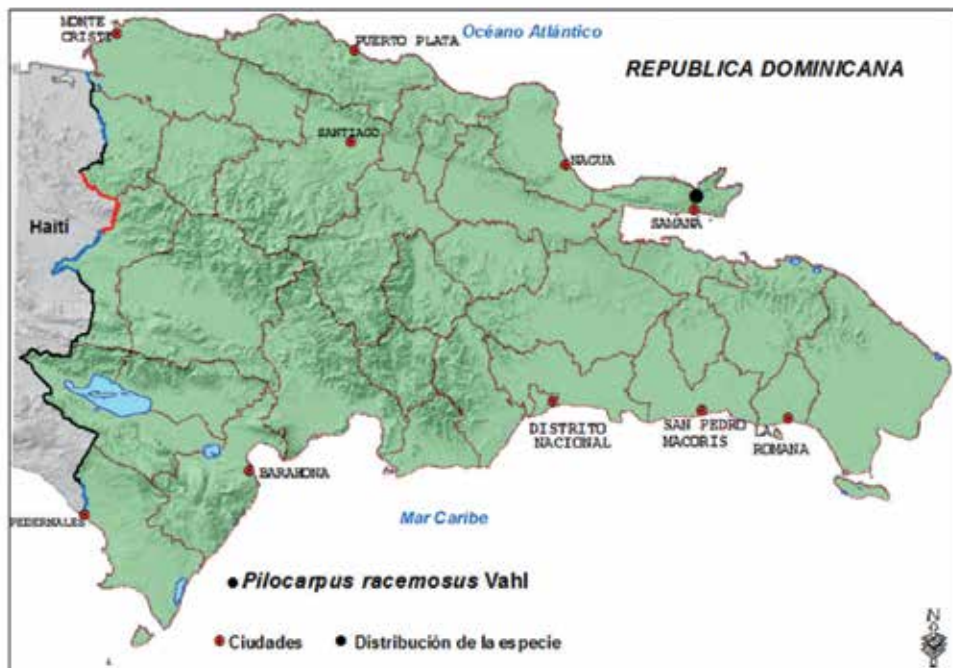 MONTE
CRISTI
Océano Atlántico
PUERTO PLATA
REPUBLICA DOMINICANA
SANTIAGO
NAGUA
SAMANA
Haití
DISTRITO
NACIONAL
SAN PEDRO
MACORIS
LA
ROMANA
BARAHONA
PEDERNALES
Mar Caribe
Pilocarpus racemosus Vahl
Ciudades
Distribución de la especie
N